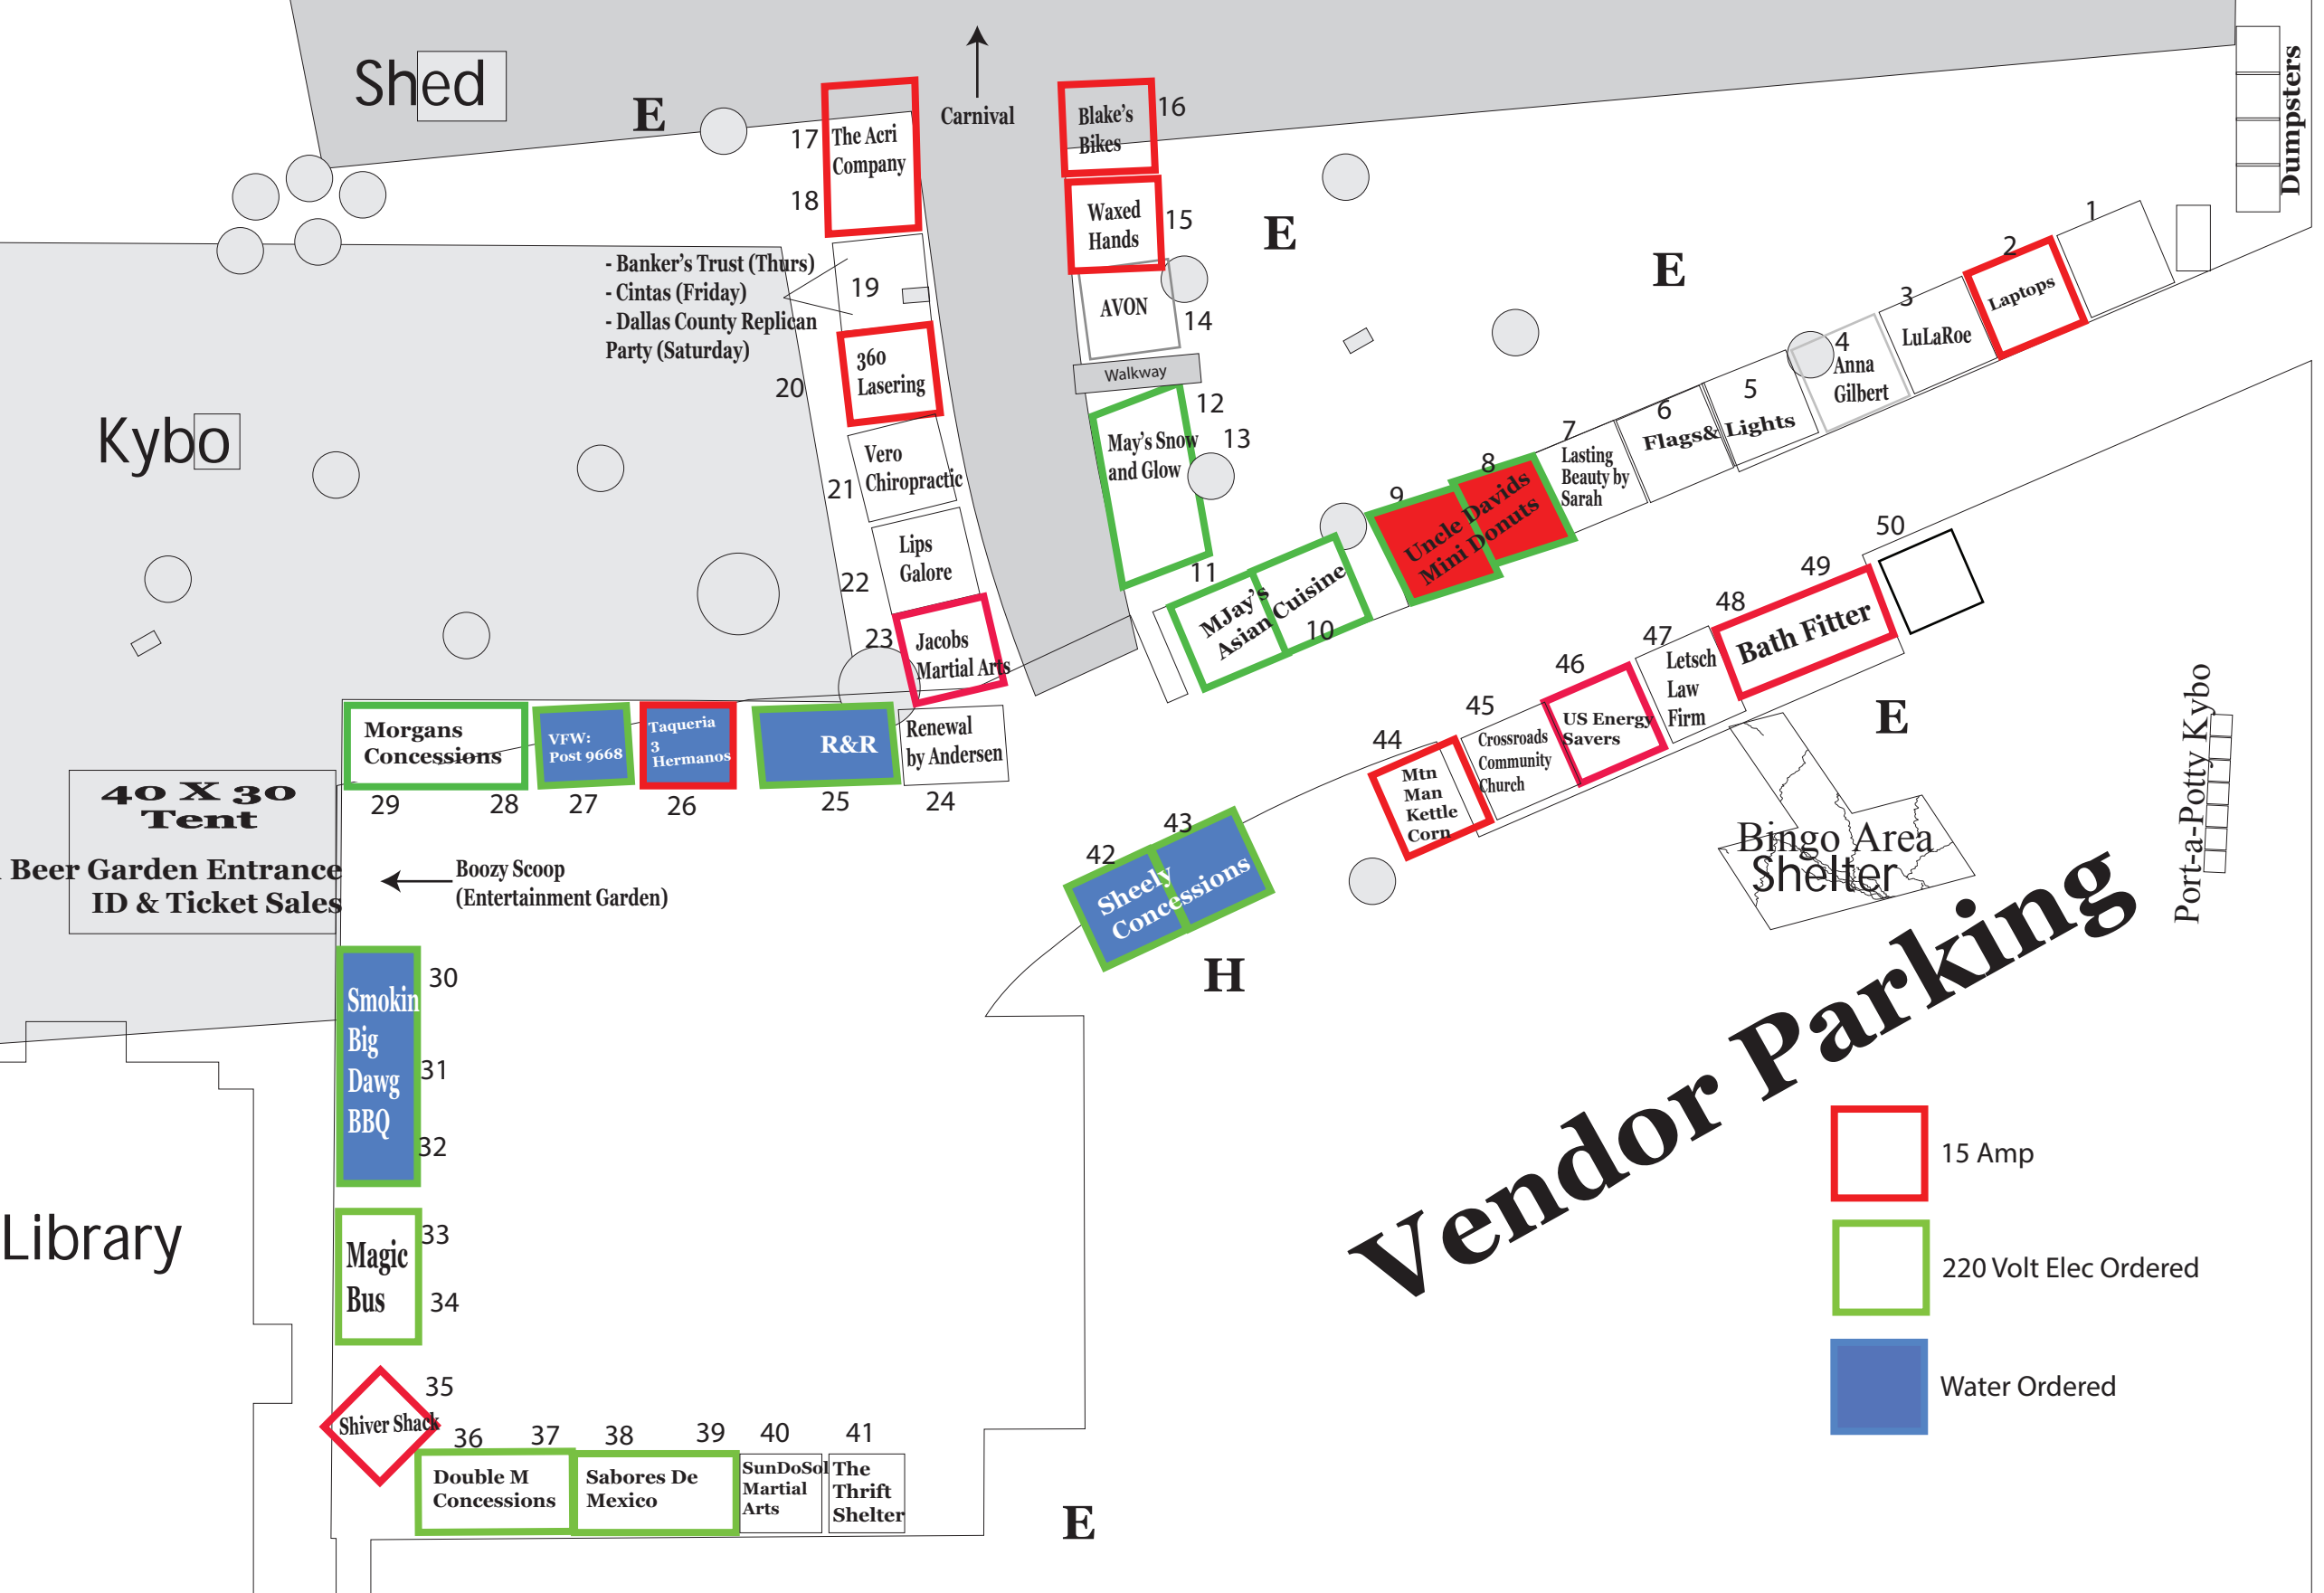 Shed
E
Carnival
Dumpsters
17
18
The Acri
Company
Blake's
Bikes
16
Waxed
Hands
15
E
E
- Banker's Trust (Thurs)
- Cintas (Friday)
- Dallas County Replican
Party (Saturday)
19
AVON
14
Walkway
1
2
Laptops
3
LuLaRoe
4
Anna
Gilbert
5
6
Flags& Lights
7
Lasting
Beauty by
Sarah
8
9
Uncle Davids
Mini Donuts
Kybo
20
360
Lasering
12
13
May's Snow
and Glow
21
Vero
Chiropractic
22
Lips
Galore
23
Jacobs
Martial Arts
11
10
MJay's
Asian Cuisine
50
49
48
Bath Fitter
47
Letsch
Law
Firm
46
US Energy
Savers
45
Crossroads
Community
Church
44
Mtn
Man
Kettle
Corn
E
Port-a-Potty Kybo
Morgans
Concessions
VFW:
Post 9668
Taqueria
3
Hermanos
R&R
Renewal
by Andersen
29
28
27
26
25
24
40 X 30
Tent
Beer Garden Entrance
ID & Ticket Sales
Boozy Scoop
(Entertainment Garden)
43
42
Sheely
Concessions
Bingo Area
Shelter
H
Vendor Parking
30
31
32
Smokin
Big
Dawg
BBQ
Library
33
34
Magic
Bus
35
Shiver Shack
36
37
38
39
40
41
Double M
Concessions
Sabores De
Mexico
SunDoSol
Martial
Arts
The
Thrift
Shelter
E
15 Amp
220 Volt Elec Ordered
Water Ordered